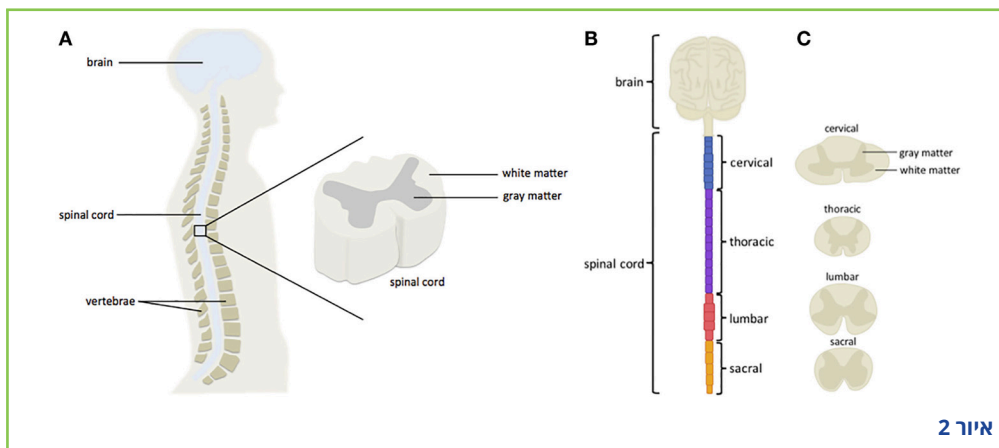 A
brain
spinal cord
vertebrae
white matter
gray matter
spinal cord
B
brain
spinal cord
cervical
thoracic
lumbar
sacral
C
cervical
gray matter
white matter
thoracic
lumbar
sacral
איור 2